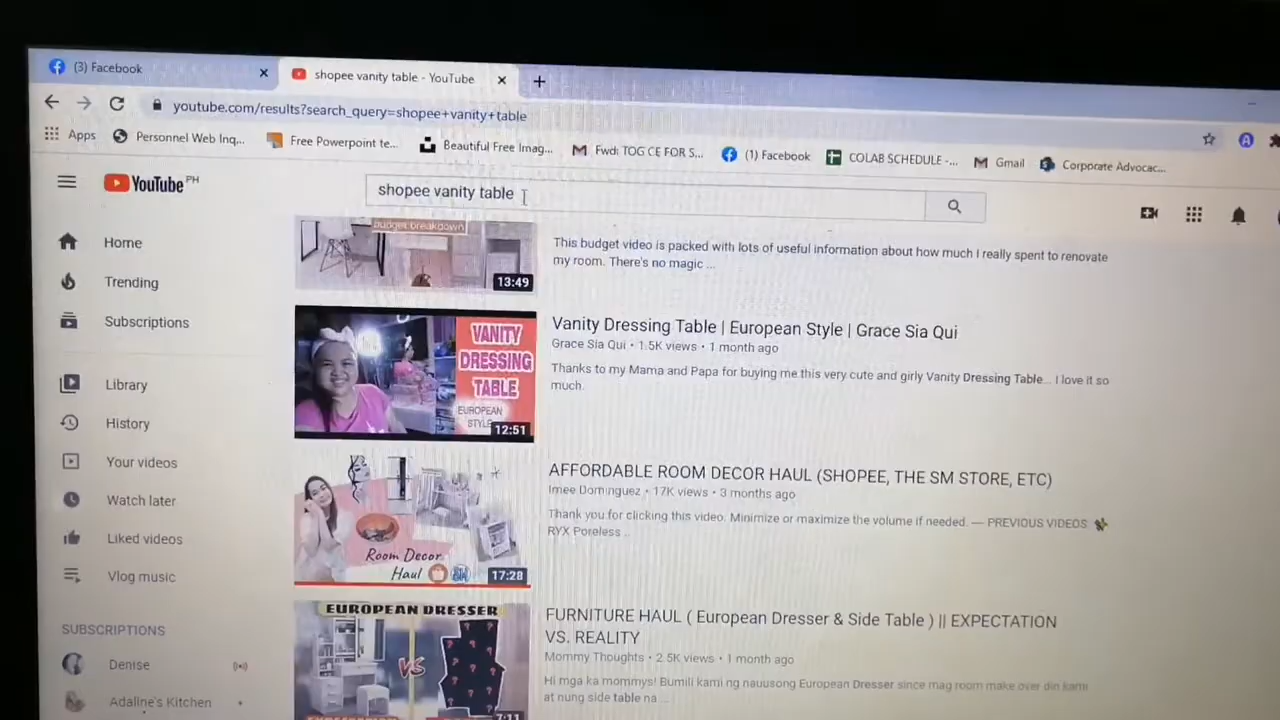 (3) Facebook
shopee vanity table - YouTube
youtube.com/results?search_query=shopee+vanity+table
Apps
Personnel Web Inq...
Free Powerpoint te...
Beautiful Free Imag...
Fwd: TOG CE FOR S...
(1) Facebook
COLAB SCHEDULE -...
Gmail
Corporate Advocac...
YouTube PH
shopee vanity table
Home
Trending
Subscriptions
Library
History
Your videos
Watch later
Liked videos
Vlog music
SUBSCRIPTIONS
Denise
Adaline's Kitchen
budget breakdown
13:49
This budget video is packed with lots of useful information about how much I really spent to renovate
my room. There's no magic ...
VANITY
DRESSING
TABLE
EUROPEAN
STYLE
12:51
Vanity Dressing Table | European Style | Grace Sia Qui
Grace Sia Qui • 1.5K views • 1 month ago
Thanks to my Mama and Papa for buying me this very cute and girly Vanity Dressing Table... I love it so
much.
Room Decor
Haul
17:28
AFFORDABLE ROOM DECOR HAUL (SHOPEE, THE SM STORE, ETC)
Imee Dominguez • 17K views • 3 months ago
Thank you for clicking this video. Minimize or maximize the volume if needed. — PREVIOUS VIDEOS
RYX Poreless ...
EUROPEAN DRESSER
VS
7:11
FURNITURE HAUL ( European Dresser & Side Table ) || EXPECTATION
VS. REALITY
Mommy Thoughts • 2.5K views • 1 month ago
Hi mga ka mommys! Bumili kami ng nauusong European Dresser since mag room make over din kami
at nung side table na ...